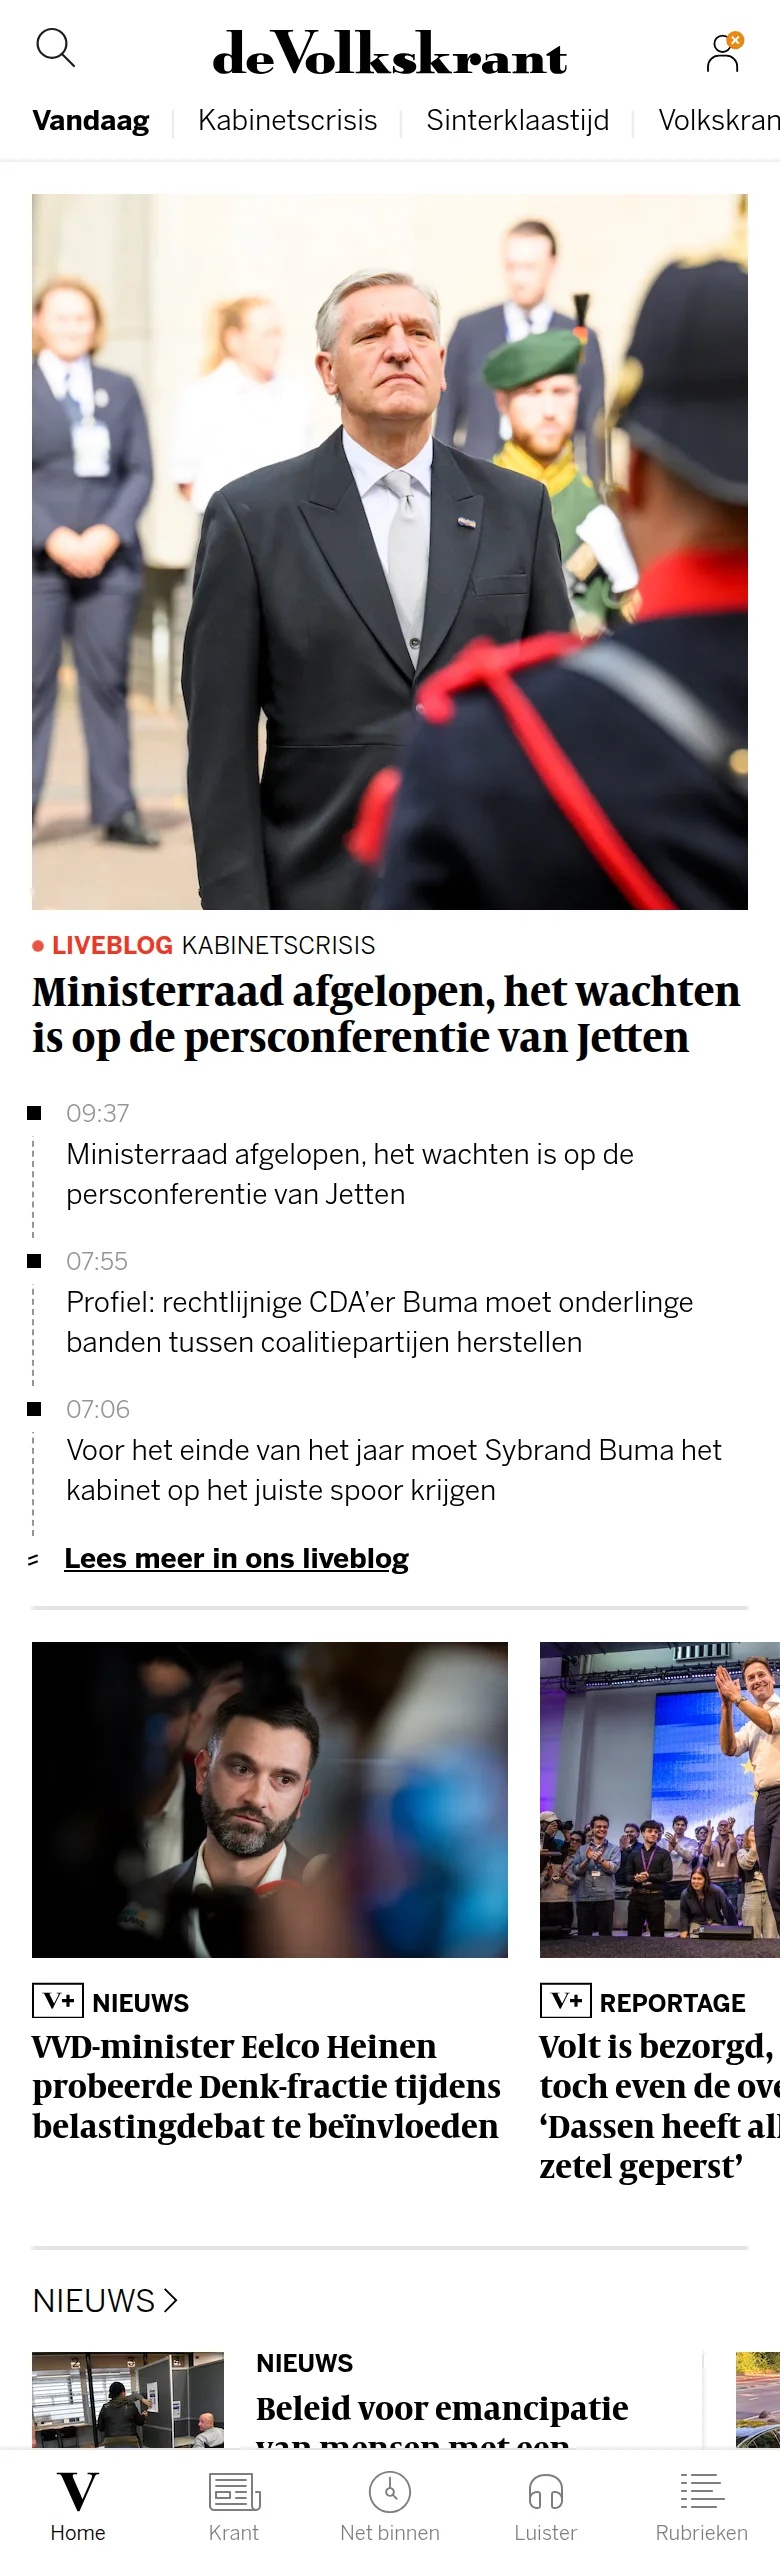 deVolkskrant
Vandaag
Kabinetscrisis
Sinterklaastijd
Volkskran
LIVEBLOG KABINETSCRISIS
Ministerraad afgelopen, het wachten
is op de persconferentie van Jetten
09:37
Ministerraad afgelopen, het wachten is op de
persconferentie van Jetten
07:55
Profiel: rechtlijnige CDA’er Buma moet onderlinge
banden tussen coalitiepartijen herstellen
07:06
Voor het einde van het jaar moet Sybrand Buma het
kabinet op het juiste spoor krijgen
Lees meer in ons liveblog
V+ NIEUWS
VVD-minister Eelco Heinen
probeerde Denk-fractie tijdens
belastingdebat te beïnvloeden
V+ REPORTAGE
Volt is bezorgd,
toch even de ove
‘Dassen heeft all
zetel geperst’
NIEUWS
NIEUWS
Beleid voor emancipatie
van mensen met een
V
Home
Krant
Net binnen
Luister
Rubrieken